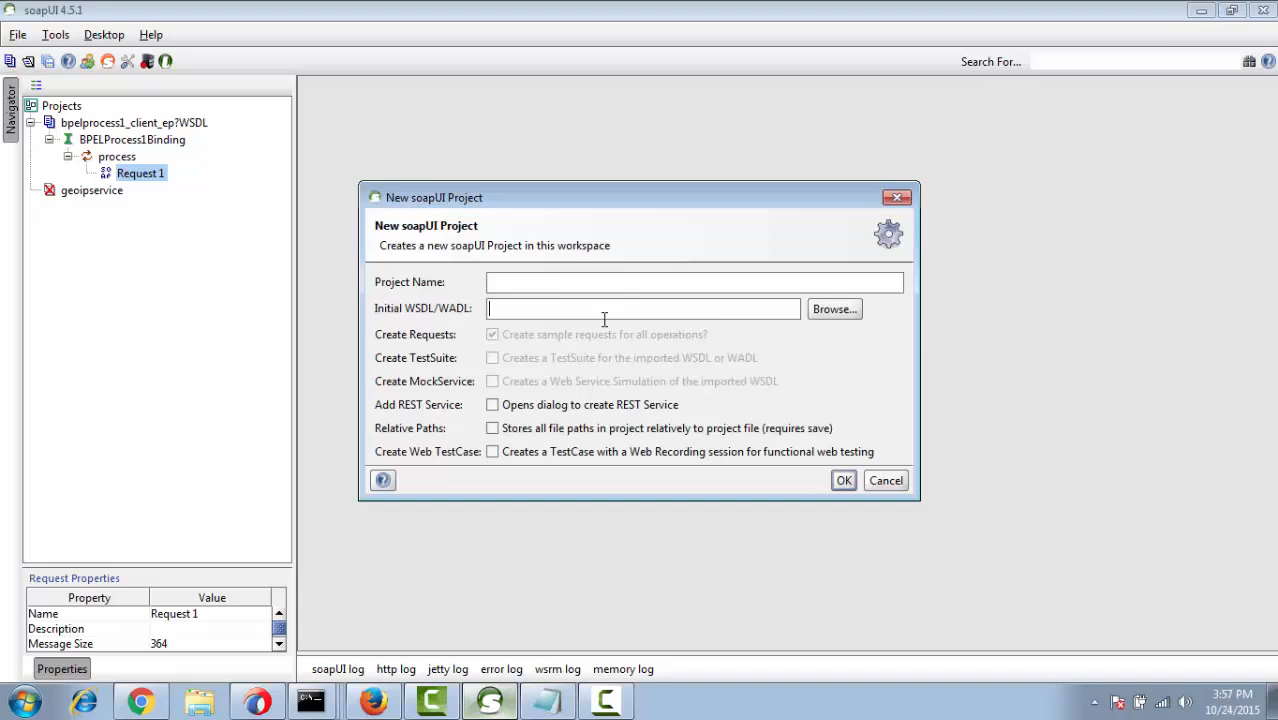 soapUI 4.5.1
File Tools Desktop Help
Search For...
Navigator
Projects
bpelprocess1_client_ep?WSDL
BPELProcess1Binding
process
Request 1
geoipservice
New soapUI Project
New soapUI Project
Creates a new soapUI Project in this workspace
Project Name:
Initial WSDL/WADL: Browse...
Create Requests: Create sample requests for all operations?
Create TestSuite: Creates a TestSuite for the imported WSDL or WADL
Create MockService: Creates a Web Service Simulation of the imported WSDL
Add REST Service: Opens dialog to create REST Service
Relative Paths: Stores all file paths in project relatively to project file (requires save)
Create Web TestCase: Creates a TestCase with a Web Recording session for functional web testing
OK Cancel
Request Properties
Property Value
Name Request 1
Description
Message Size 364
Properties
soapUI log http log jetty log error log wsrm log memory log
3:57 PM
10/24/2015